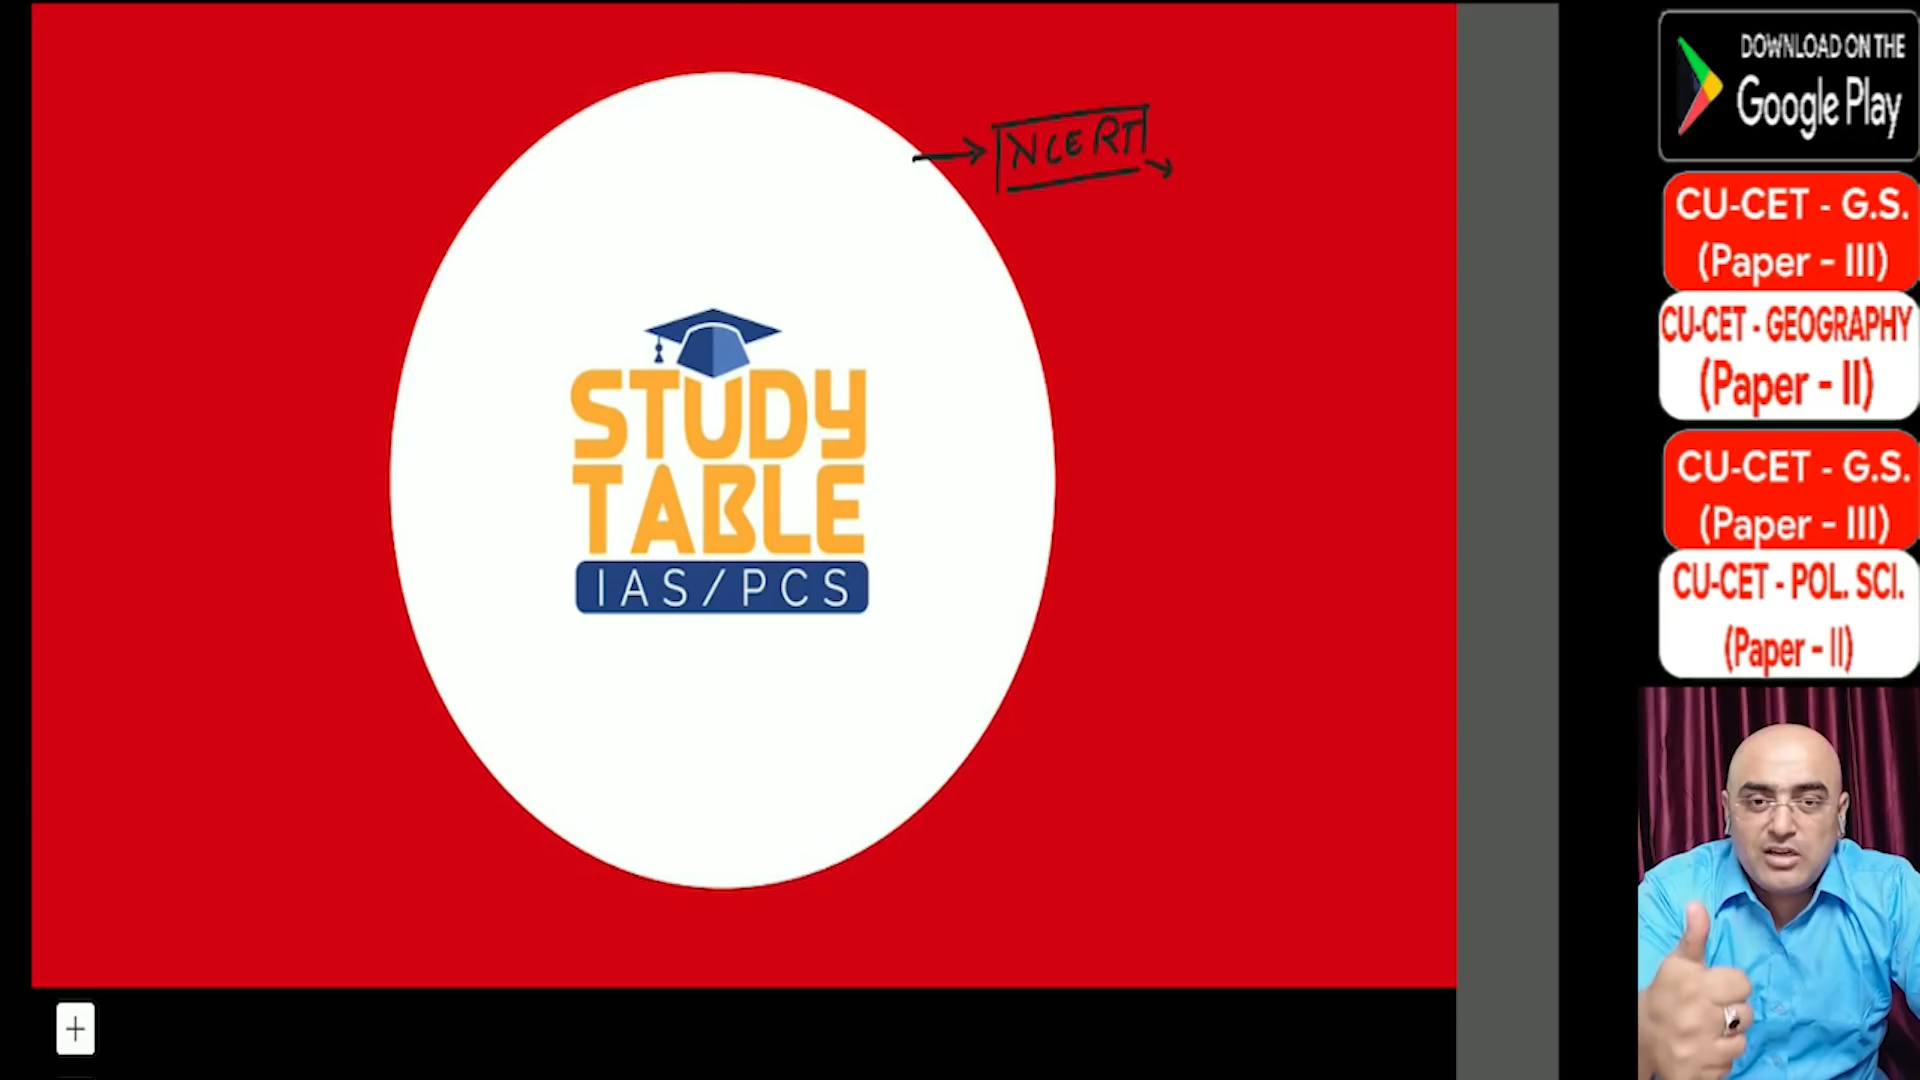 NCERT
STUDY
TABLE
IAS/PCS
DOWNLOAD ON THE
Google Play
CU-CET - G.S.
(Paper - III)
CU-CET - GEOGRAPHY
(Paper - II)
CU-CET - G.S.
(Paper - III)
CU-CET - POL. SCI.
(Paper - II)
+